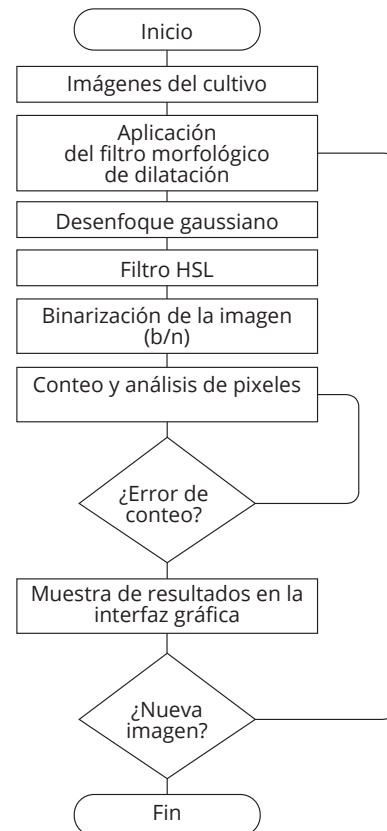 Inicio
Imágenes del cultivo
Aplicación
del filtro morfológico
de dilatación
Desenfoque gaussiano
Filtro HSL
Binarización de la imagen
(b/n)
Conteo y análisis de pixeles
¿Error de
conteo?
Muestra de resultados en la
interfaz gráfica
¿Nueva
imagen?
Fin